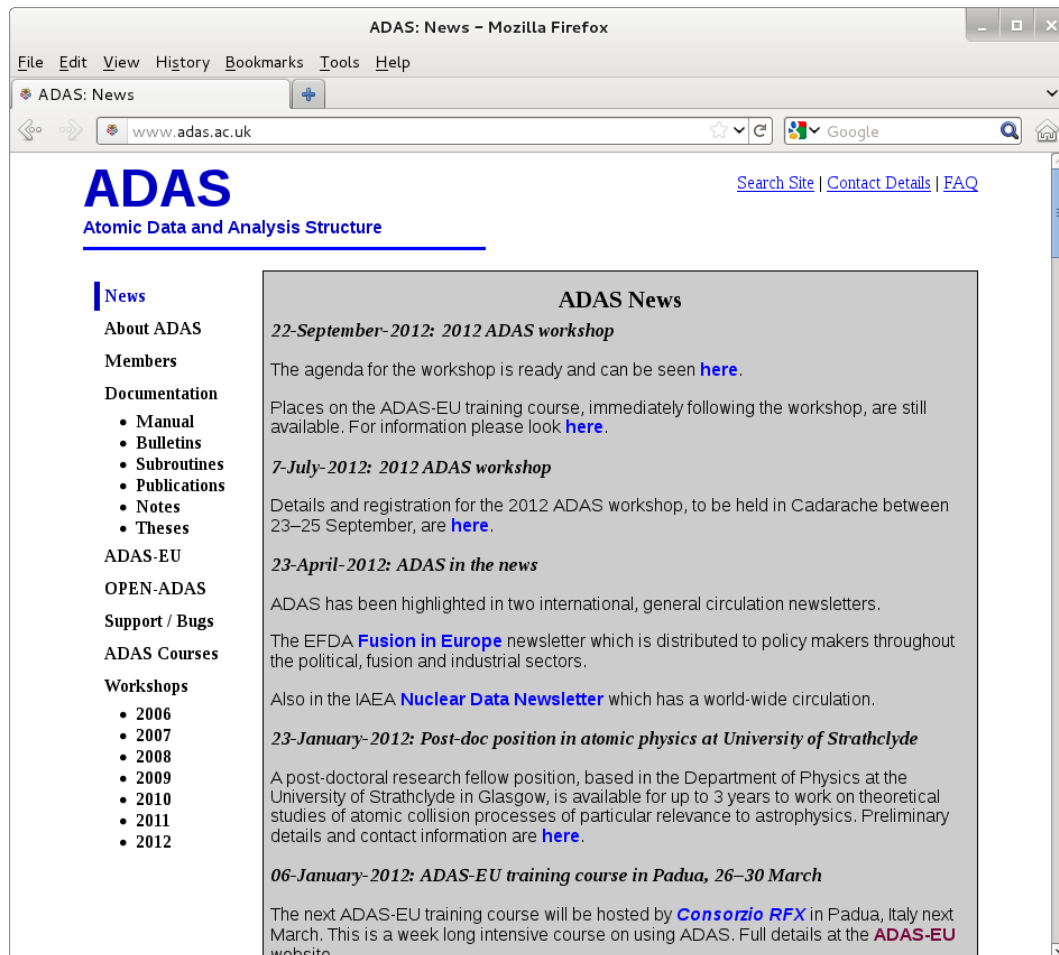 ADAS: News – Mozilla Firefox
File Edit View History Bookmarks Tools Help
ADAS: News
www.adas.ac.uk
Google
ADAS
Search Site | Contact Details | FAQ
Atomic Data and Analysis Structure
News
About ADAS
Members
Documentation
• Manual
• Bulletins
• Subroutines
• Publications
• Notes
• Theses
ADAS-EU
OPEN-ADAS
Support / Bugs
ADAS Courses
Workshops
• 2006
• 2007
• 2008
• 2009
• 2010
• 2011
• 2012
ADAS News
22-September-2012: 2012 ADAS workshop
The agenda for the workshop is ready and can be seen here.
Places on the ADAS-EU training course, immediately following the workshop, are still
available. For information please look here.
7-July-2012: 2012 ADAS workshop
Details and registration for the 2012 ADAS workshop, to be held in Cadarache between
23–25 September, are here.
23-April-2012: ADAS in the news
ADAS has been highlighted in two international, general circulation newsletters.
The EFDA Fusion in Europe newsletter which is distributed to policy makers throughout
the political, fusion and industrial sectors.
Also in the IAEA Nuclear Data Newsletter which has a world-wide circulation.
23-January-2012: Post-doc position in atomic physics at University of Strathclyde
A post-doctoral research fellow position, based in the Department of Physics at the
University of Strathclyde in Glasgow, is available for up to 3 years to work on theoretical
studies of atomic collision processes of particular relevance to astrophysics. Preliminary
details and contact information are here.
06-January-2012: ADAS-EU training course in Padua, 26–30 March
The next ADAS-EU training course will be hosted by Consorzio RFX in Padua, Italy next
March. This is a week long intensive course on using ADAS. Full details at the ADAS-EU
website.